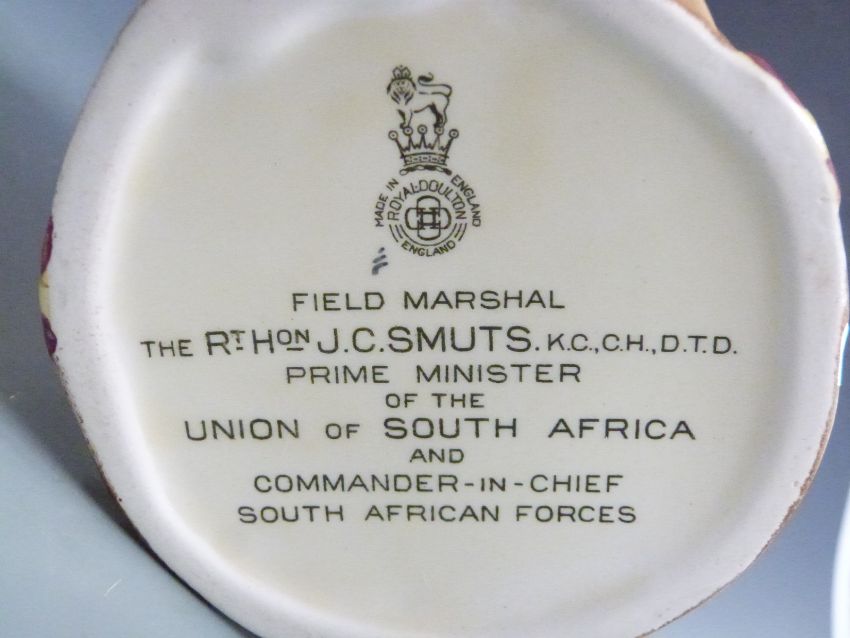 MADE IN ENGLAND
ROYAL·DOULTON
ENGLAND
FIELD MARSHAL
THE RT HON J.C.SMUTS. K.C.,C.H.,D.T.D.
PRIME MINISTER
OF THE
UNION OF SOUTH AFRICA
AND
COMMANDER-IN-CHIEF
SOUTH AFRICAN FORCES